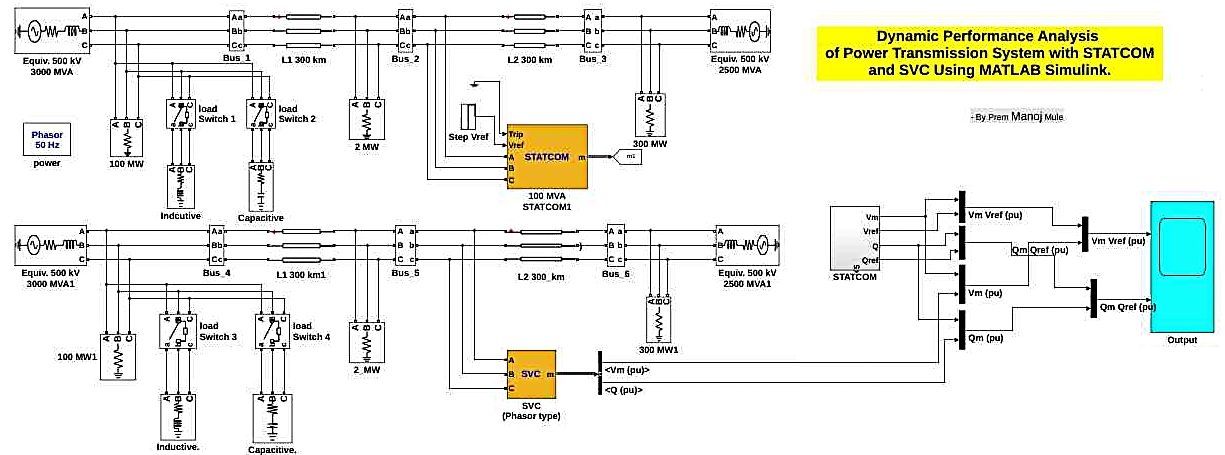 Dynamic Performance Analysis
of Power Transmission System with STATCOM
and SVC Using MATLAB Simulink.
- By Prem Manoj Mule
A
B
C
Equiv. 500 kV
3000 MVA
Aa
Bb
Cc
Bus_1
L1 300 km
Aa
Bb
Cc
Bus_2
L2 300 km
Aa
Bb
Cc
Bus_3
A
B
C
Equiv. 500 kV
2500 MVA
Phasor
50 Hz
power
A B C
100 MW
A B C
a b c
load
Switch 1
A B C
a b c
load
Switch 2
A B C
Indcutive
A B C
Capacitive
A B C
2 MW
Step Vref
Trip
Vref
A
B
C
STATCOM
m
m1
100 MVA
STATCOM1
A B C
300 MW
A
B
C
Equiv. 500 kV
3000 MVA1
A a
B b
C c
Bus_4
L1 300 km1
A a
B b
C c
Bus_5
L2 300_km
A a
B b
C c
Bus_6
A
B
C
Equiv. 500 kV
2500 MVA1
A B C
100 MW1
A B C
a b c
load
Switch 3
A B C
a b c
load
Switch 4
A B C
Inductive.
A B C
Capacitive,
A B C
2_MW
A
B
C
SVC
m
SVC
(Phasor type)
<Vm (pu)>
<Q (pu)>
A B C
300 MW1
Vm
Vref
Q
Qref
STATCOM
Vm Vref (pu)
Qm Qref (pu)
Vm (pu)
Qm (pu)
Vm Vref (pu)
Qm Qref (pu)
Output